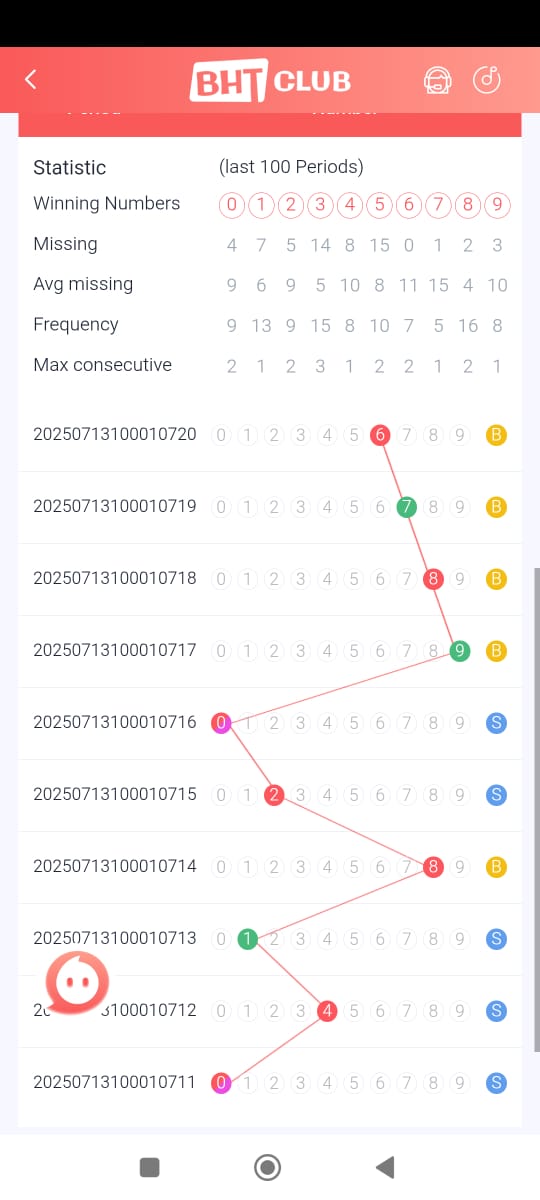 BHT CLUB
Statistic (last 100 Periods)
Winning Numbers 0 1 2 3 4 5 6 7 8 9
Missing 4 7 5 14 8 15 0 1 2 3
Avg missing 9 6 9 5 10 8 11 15 4 10
Frequency 9 13 9 15 8 10 7 5 16 8
Max consecutive 2 1 2 3 1 2 2 1 2 1
20250713100010720 0 1 2 3 4 5 6 7 8 9 B
20250713100010719 0 1 2 3 4 5 6 7 8 9 B
20250713100010718 0 1 2 3 4 5 6 7 8 9 B
20250713100010717 0 1 2 3 4 5 6 7 8 9 B
20250713100010716 0 1 2 3 4 5 6 7 8 9 S
20250713100010715 0 1 2 3 4 5 6 7 8 9 S
20250713100010714 0 1 2 3 4 5 6 7 8 9 B
20250713100010713 0 1 2 3 4 5 6 7 8 9 S
3100010712 0 1 2 3 4 5 6 7 8 9 S
20250713100010711 0 1 2 3 4 5 6 7 8 9 S